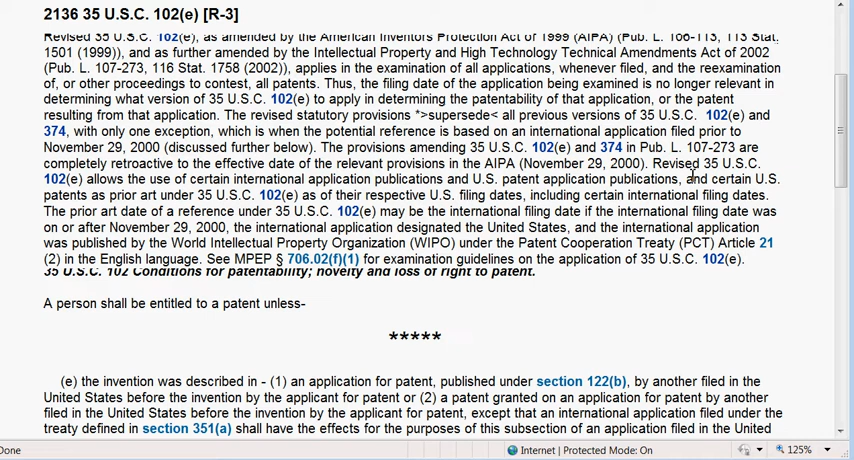 2136 35 U.S.C. 102(e) [R-3]
Revised 35 U.S.C. 102(e), as amended by the American Inventors Protection Act of 1999 (AIPA) (Pub. L. 106-113, 113 Stat.
1501 (1999)), and as further amended by the Intellectual Property and High Technology Technical Amendments Act of 2002
(Pub. L. 107-273, 116 Stat. 1758 (2002)), applies in the examination of all applications, whenever filed, and the reexamination
of, or other proceedings to contest, all patents. Thus, the filing date of the application being examined is no longer relevant in
determining what version of 35 U.S.C. 102(e) to apply in determining the patentability of that application, or the patent
resulting from that application. The revised statutory provisions *>supersede< all previous versions of 35 U.S.C. 102(e) and
374, with only one exception, which is when the potential reference is based on an international application filed prior to
November 29, 2000 (discussed further below). The provisions amending 35 U.S.C. 102(e) and 374 in Pub. L. 107-273 are
completely retroactive to the effective date of the relevant provisions in the AIPA (November 29, 2000). Revised 35 U.S.C.
102(e) allows the use of certain international application publications and U.S. patent application publications, and certain U.S.
patents as prior art under 35 U.S.C. 102(e) as of their respective U.S. filing dates, including certain international filing dates.
The prior art date of a reference under 35 U.S.C. 102(e) may be the international filing date if the international filing date was
on or after November 29, 2000, the international application designated the United States, and the international application
was published by the World Intellectual Property Organization (WIPO) under the Patent Cooperation Treaty (PCT) Article 21
(2) in the English language. See MPEP § 706.02(f)(1) for examination guidelines on the application of 35 U.S.C. 102(e).
35 U.S.C. 102 Conditions for patentability; novelty and loss of right to patent.
A person shall be entitled to a patent unless-
*****
(e) the invention was described in - (1) an application for patent, published under section 122(b), by another filed in the
United States before the invention by the applicant for patent or (2) a patent granted on an application for patent by another
filed in the United States before the invention by the applicant for patent, except that an international application filed under the
treaty defined in section 351(a) shall have the effects for the purposes of this subsection of an application filed in the United
Done Internet | Protected Mode: On 125%